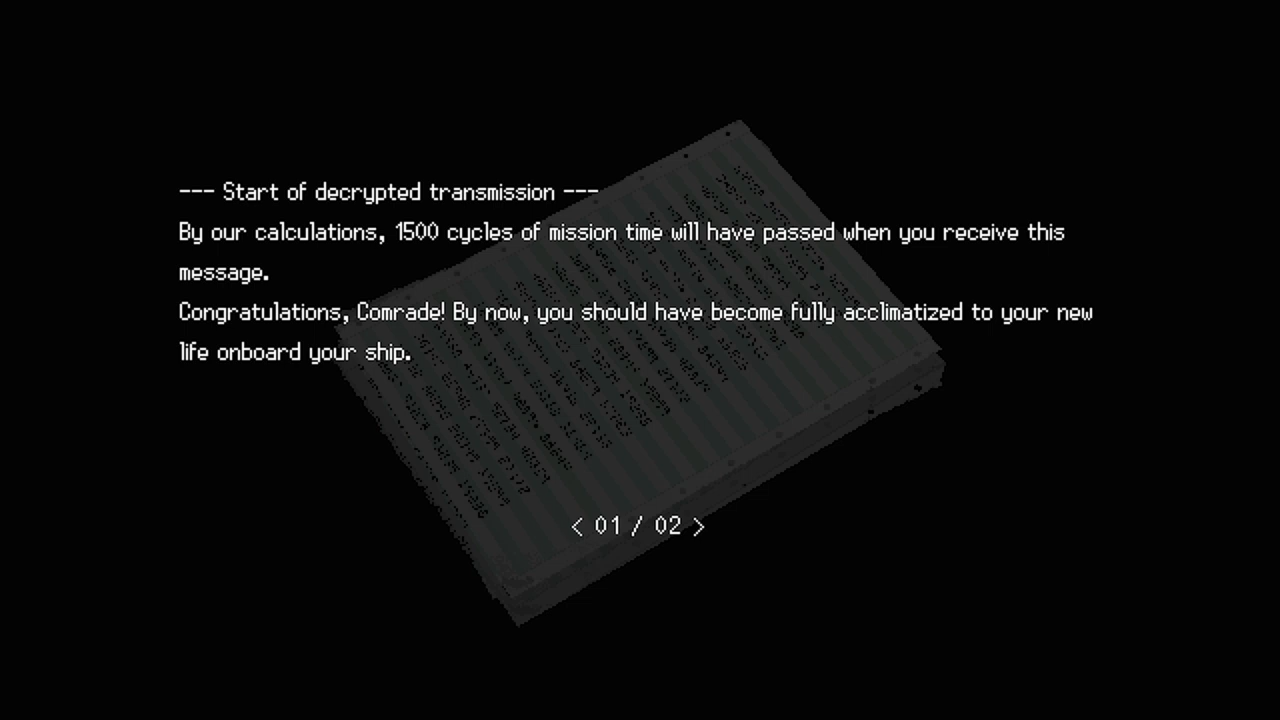 --- Start of decrypted transmission ---
By our calculations, 1500 cycles of mission time will have passed when you receive this
message.
Congratulations, Comrade! By now, you should have become fully acclimatized to your new
life onboard your ship.
< 01 / 02 >